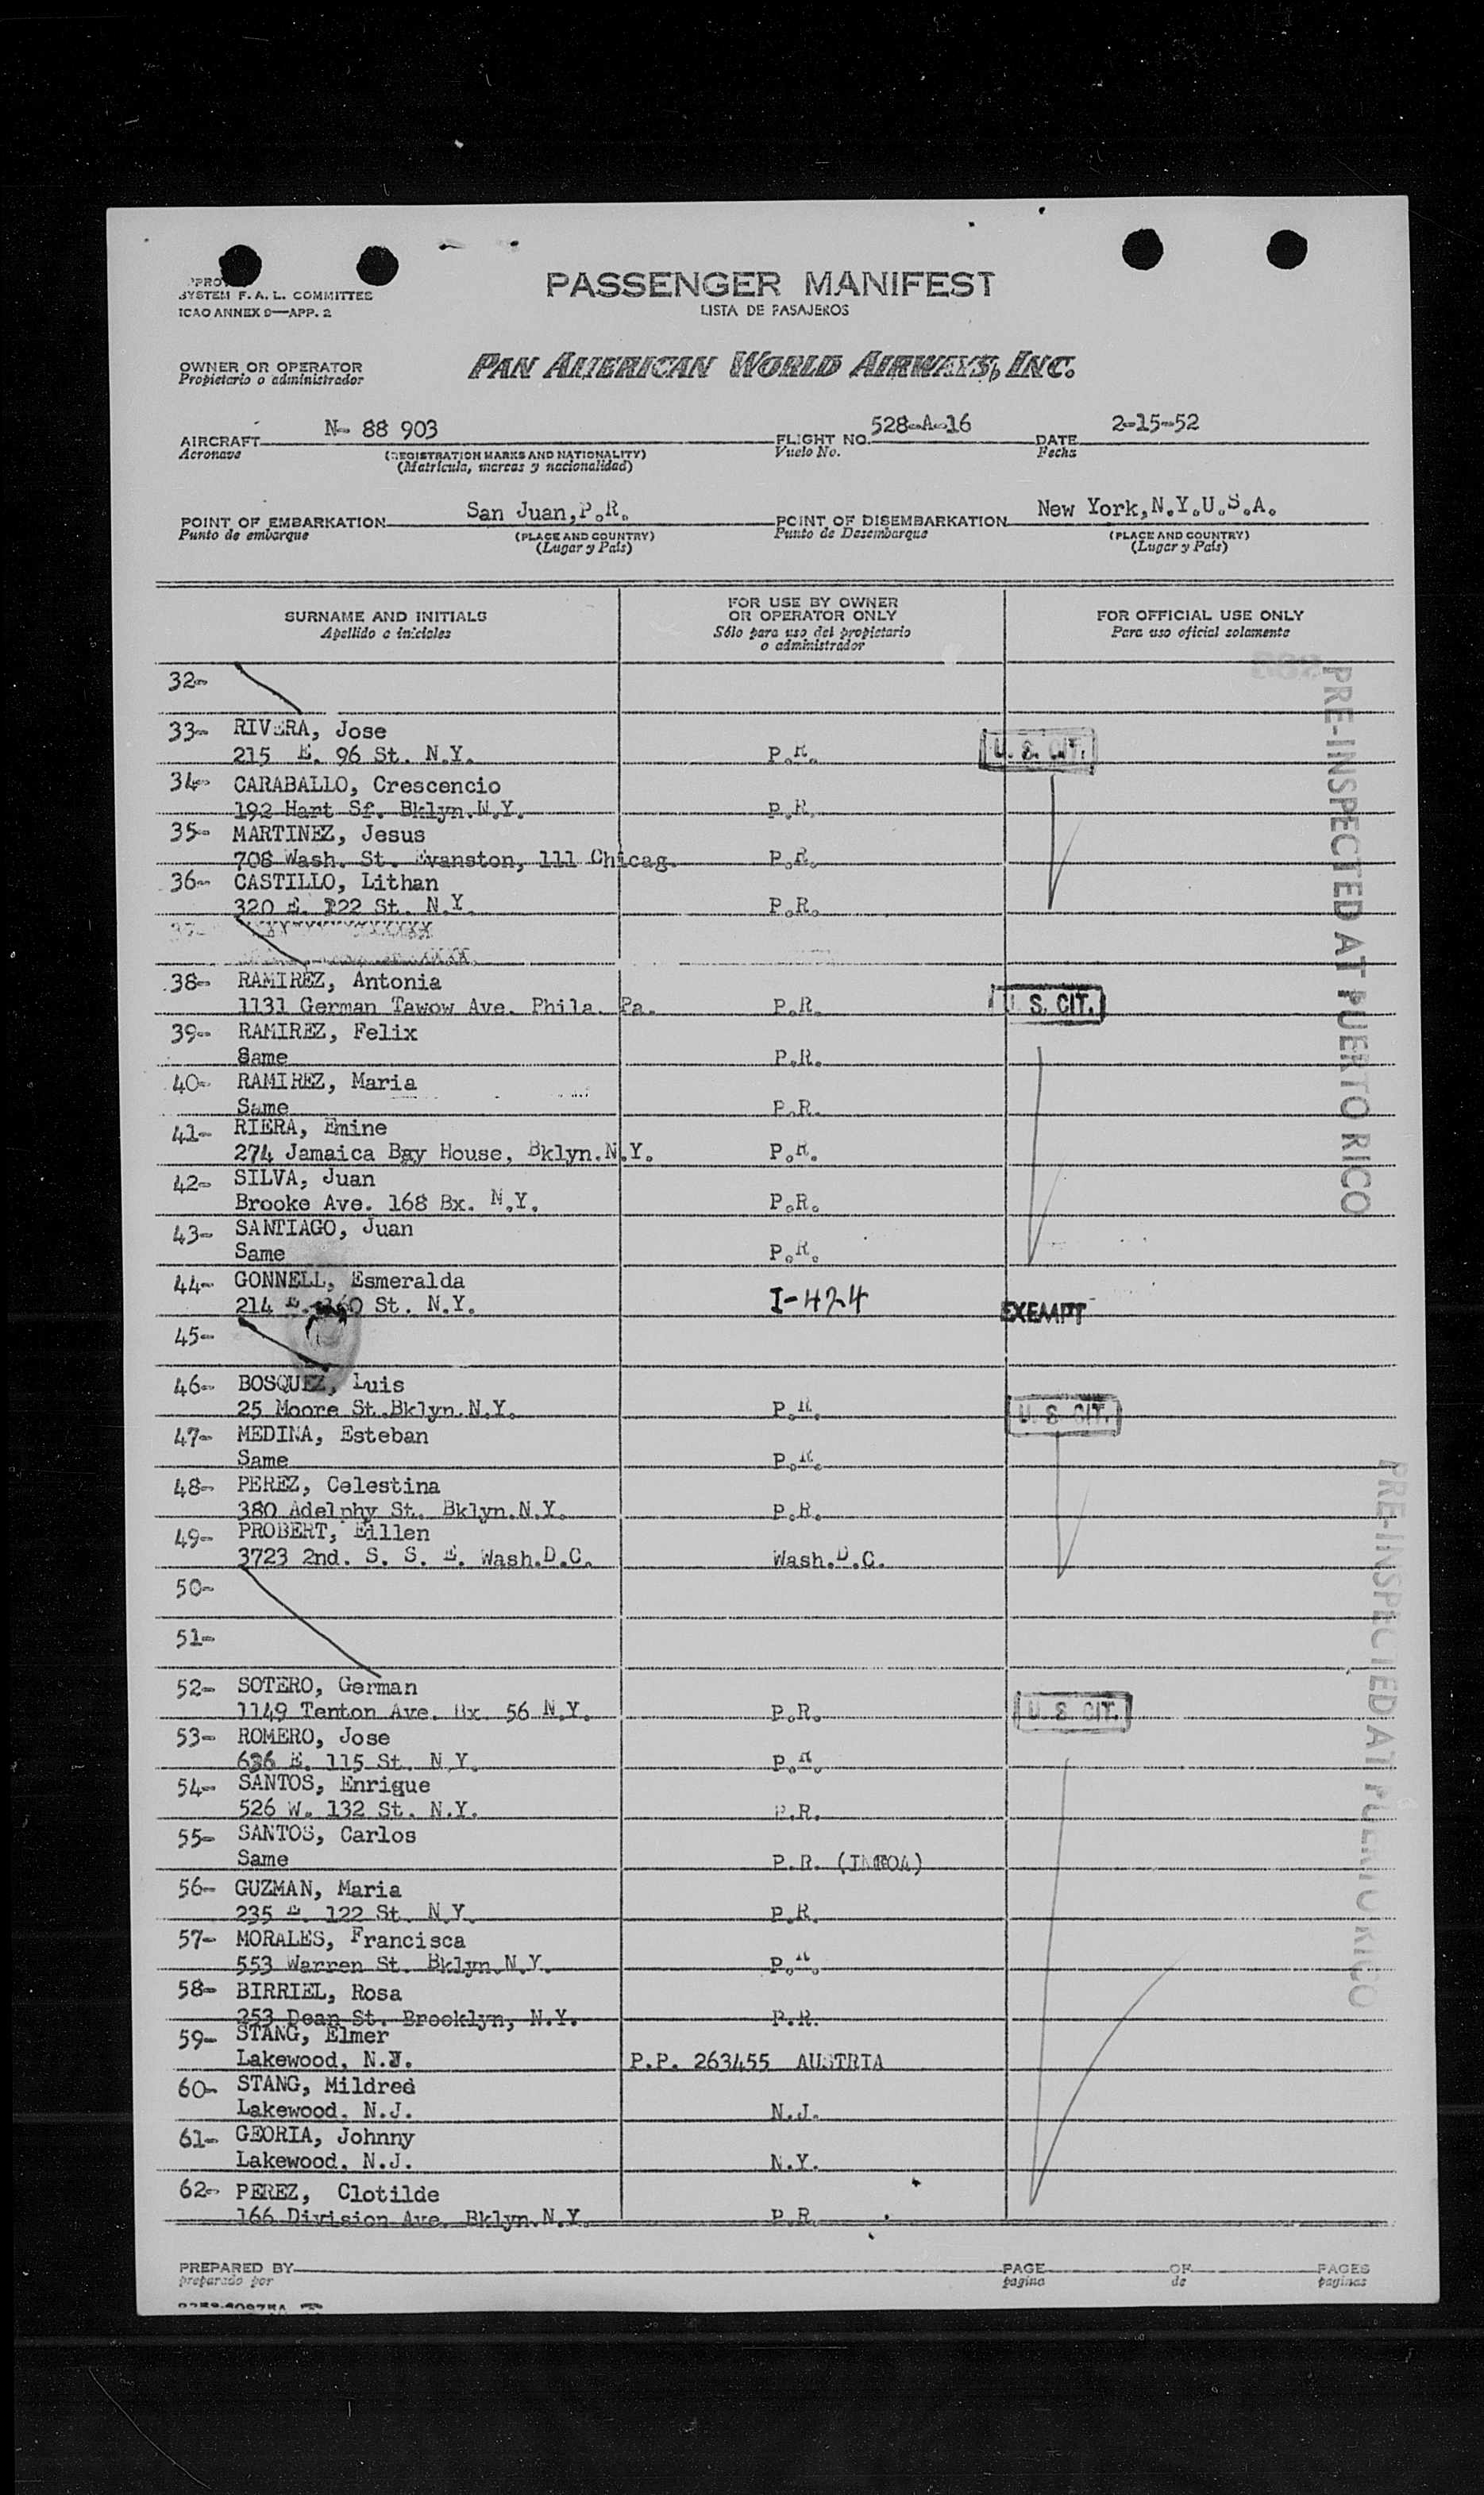 SYSTEM F. A. L. COMMITTEE
ICAO ANNEX 9—APP. 2
PASSENGER MANIFEST
LISTA DE PASAJEROS
OWNER OR OPERATOR
Propietario o administrador
PAN AMERICAN WORLD AIRWAYS, INC.
AIRCRAFT N- 88 903 FLIGHT NO. 528-A-16 DATE 2-15-52
Aeronave (REGISTRATION MARKS AND NATIONALITY) Vuelo No. Fecha
(Matrícula, marcas y nacionalidad)
POINT OF EMBARKATION San Juan,P.R. POINT OF DISEMBARKATION New York,N.Y.U.S.A.
Punto de embarque (PLACE AND COUNTRY) Punto de Desembarque (PLACE AND COUNTRY)
(Lugar y País) (Lugar y País)
SURNAME AND INITIALS FOR USE BY OWNER OR OPERATOR ONLY FOR OFFICIAL USE ONLY
Apellido e iniciales Sólo para uso del propietario o administrador Para uso oficial solamente
32-
33- RIVERA, Jose
215 E. 96 St. N.Y. P.R. U. S. CIT.
34- CARABALLO, Crescencio
192 Hart Sf. Bklyn.N.Y. P.R.
35- MARTINEZ, Jesus
708 Wash. St. Evanston, 111 Chicag. P.R.
36- CASTILLO, Lithan
320 E. 122 St. N.Y. P.R.
38- RAMIREZ, Antonia
1131 German Tawow Ave. Phila. Pa. P.R. U. S. CIT.
39- RAMIREZ, Felix
Same P.R.
40- RAMIREZ, Maria
Same P.R.
41- RIERA, Emine
274 Jamaica Bay House, Bklyn.N.Y. P.R.
42- SILVA, Juan
Brooke Ave. 168 Bx. N.Y. P.R.
43- SANTIAGO, Juan
Same P.R.
44- GONNELL, Esmeralda
214 E. St. N.Y. I-424 EXEMPT
45-
46- BOSQUEZ, Luis
25 Moore St.Bklyn.N.Y. P.R. U. S CIT.
47- MEDINA, Esteban
Same P.R.
48- PEREZ, Celestina
380 Adelphy St. Bklyn.N.Y. P.R.
49- PROBERT, Eillen
3723 2nd. S. S. E. Wash.D.C. Wash.D.C.
50-
51-
52- SOTERO, German
1149 Tenton Ave. Bx. 56 N.Y. P.R. U. S CIT.
53- ROMERO, Jose
E. 115 St. N.Y. P.R.
54- SANTOS, Enrique
526 W. 132 St. N.Y. P.R.
55- SANTOS, Carlos
Same P.R.
56- GUZMAN, Maria
235 E. 122 St. N.Y. P.R.
57- MORALES, Francisca
553 Warren St. Bklyn.N.Y. P.R.
58- BIRRIEL, Rosa
253 Dean St. Brooklyn, N.Y. P.R.
59- STANG, Elmer
Lakewood, N.J. P.P. 263455 AUSTRIA
60- STANG, Mildred
Lakewood, N.J. N.J.
61- GEORIA, Johnny
Lakewood, N.J. N.Y.
62- PEREZ, Clotilde
166 Division Ave. Bklyn.N.Y. P.R.
PREPARED BY PAGE OF PAGES
preparado por pagina de paginas
PRE-INSPECTED AT PUERTO RICO
PRE-INSPECTED AT PUERTO RICO